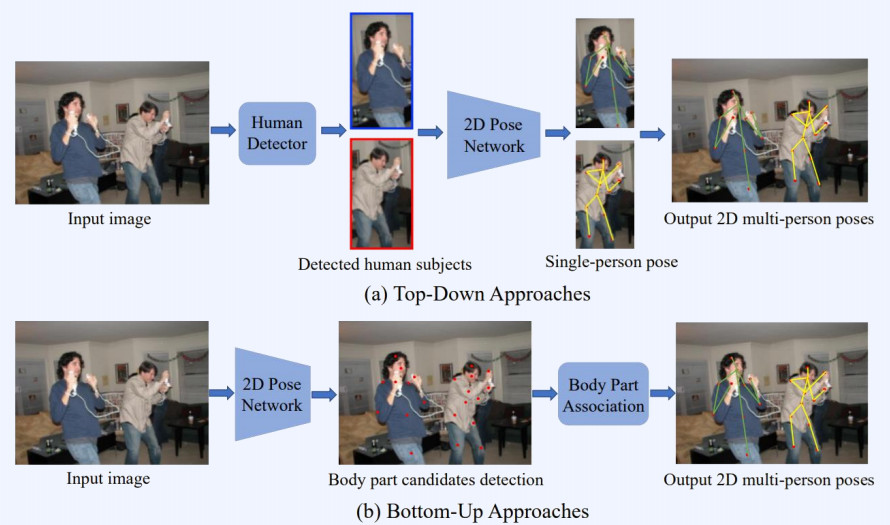 Input image
Human
Detector
Detected human subjects
2D Pose
Network
Single-person pose
Output 2D multi-person poses
(a) Top-Down Approaches
Input image
2D Pose
Network
Body part candidates detection
Body Part
Association
Output 2D multi-person poses
(b) Bottom-Up Approaches